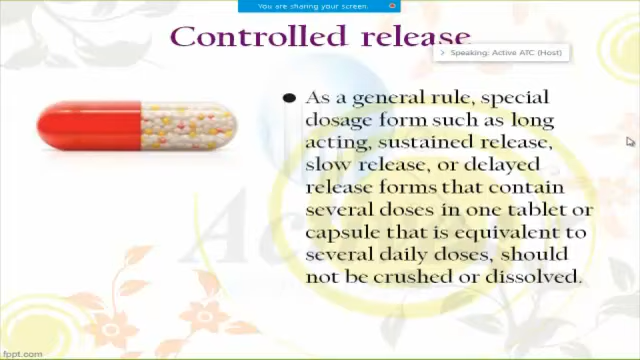 You are sharing your screen.
Controlled release
Speaking: Active ATC (Host)
As a general rule, special
dosage form such as long
acting, sustained release,
slow release, or delayed
release forms that contain
several doses in one tablet or
capsule that is equivalent to
several daily doses, should
not be crushed or dissolved.
fppt.com